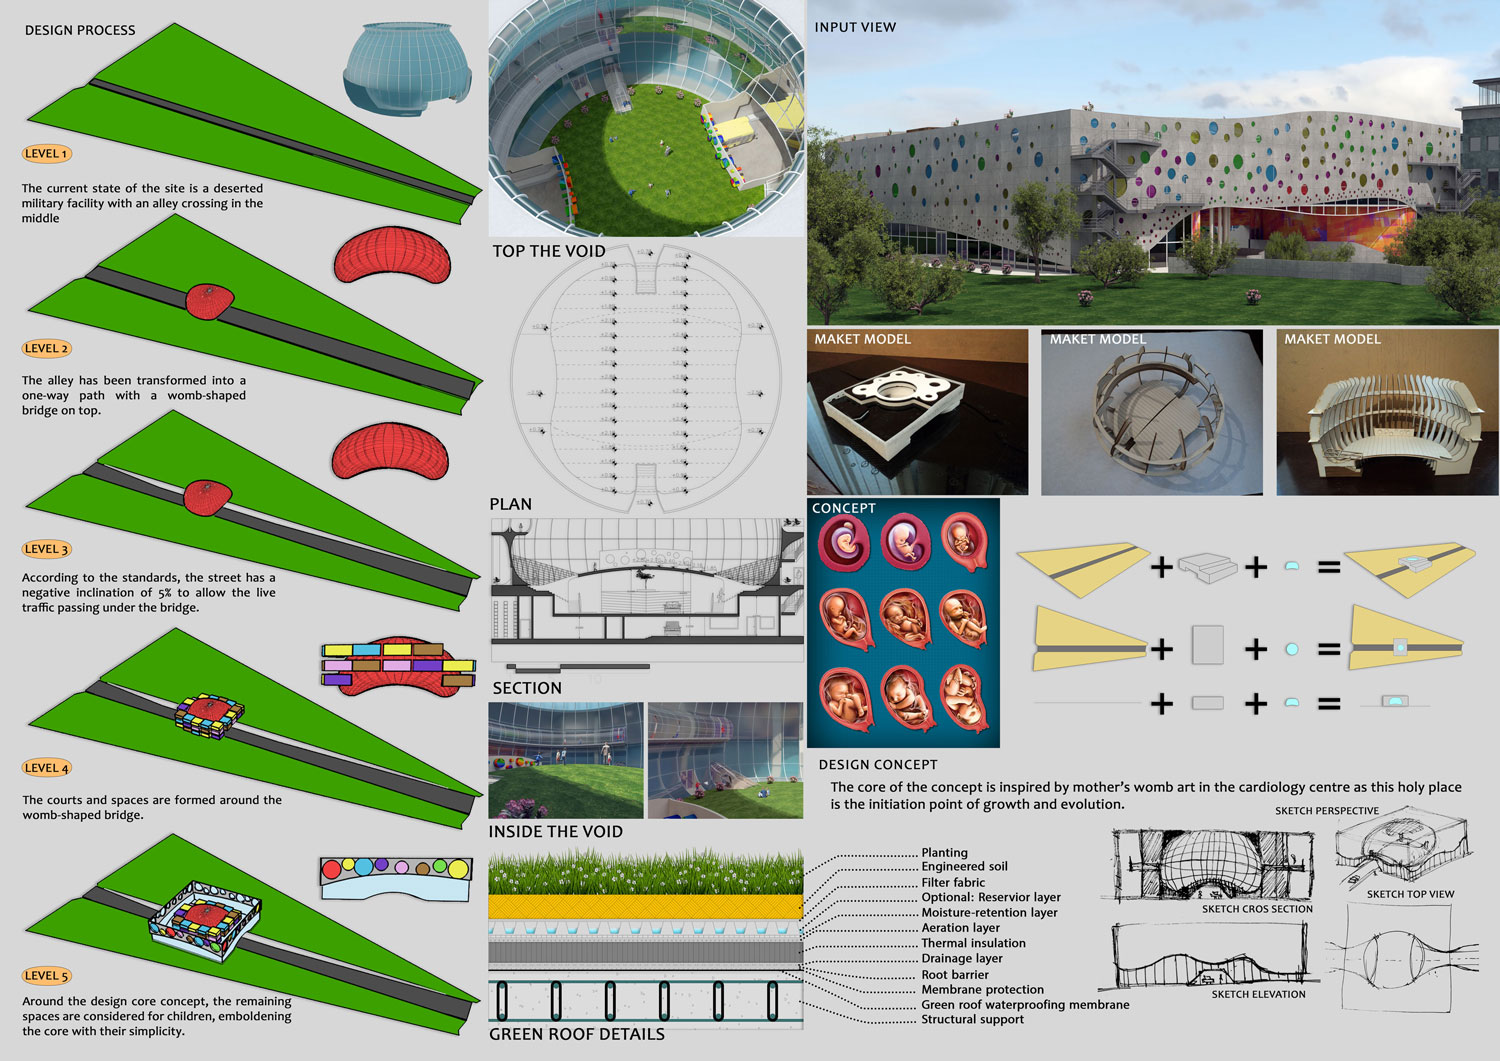 DESIGN PROCESS
LEVEL 1
The current state of the site is a deserted
military facility with an alley crossing in the
middle
LEVEL 2
The alley has been transformed into a
one-way path with a womb-shaped
bridge on top.
LEVEL 3
According to the standards, the street has a
negative inclination of 5% to allow the live
traffic passing under the bridge.
LEVEL 4
The courts and spaces are formed around the
womb-shaped bridge.
LEVEL 5
Around the design core concept, the remaining
spaces are considered for children, emboldening
the core with their simplicity.
TOP THE VOID
PLAN
SECTION
INSIDE THE VOID
GREEN ROOF DETAILS
Planting
Engineered soil
Filter fabric
Optional: Reservior layer
Moisture-retention layer
Aeration layer
Thermal insulation
Drainage layer
Root barrier
Membrane protection
Green roof waterproofing membrane
Structural support
INPUT VIEW
MAKET MODEL
MAKET MODEL
MAKET MODEL
CONCEPT
+ + =
+ + =
+ + =
DESIGN CONCEPT
The core of the concept is inspired by mother's womb art in the cardiology centre as this holy place
is the initiation point of growth and evolution.
SKETCH PERSPECTIVE
SKETCH CROS SECTION
SKETCH TOP VIEW
SKETCH ELEVATION